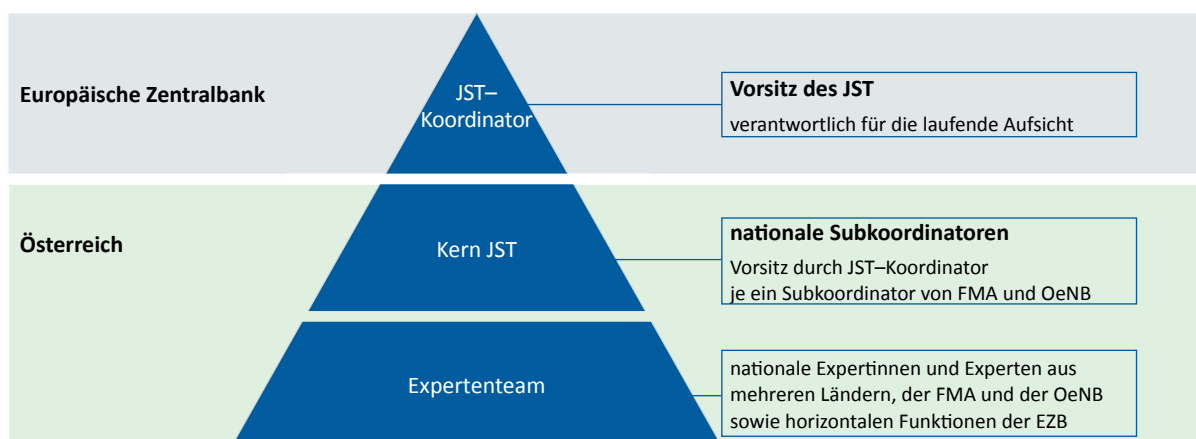 Europäische Zentralbank
JST–
Koordinator
Vorsitz des JST
verantwortlich für die laufende Aufsicht
Österreich
Kern JST
nationale Subkoordinatoren
Vorsitz durch JST–Koordinator
je ein Subkoordinator von FMA und OeNB
Expertenteam
nationale Expertinnen und Experten aus
mehreren Ländern, der FMA und der OeNB
sowie horizontalen Funktionen der EZB